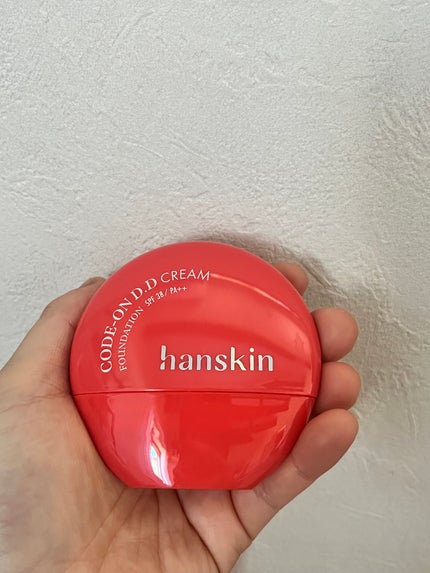 CODE-ON D.D CREAM
FOUNDATION SPF 38 / PA++
hanskin